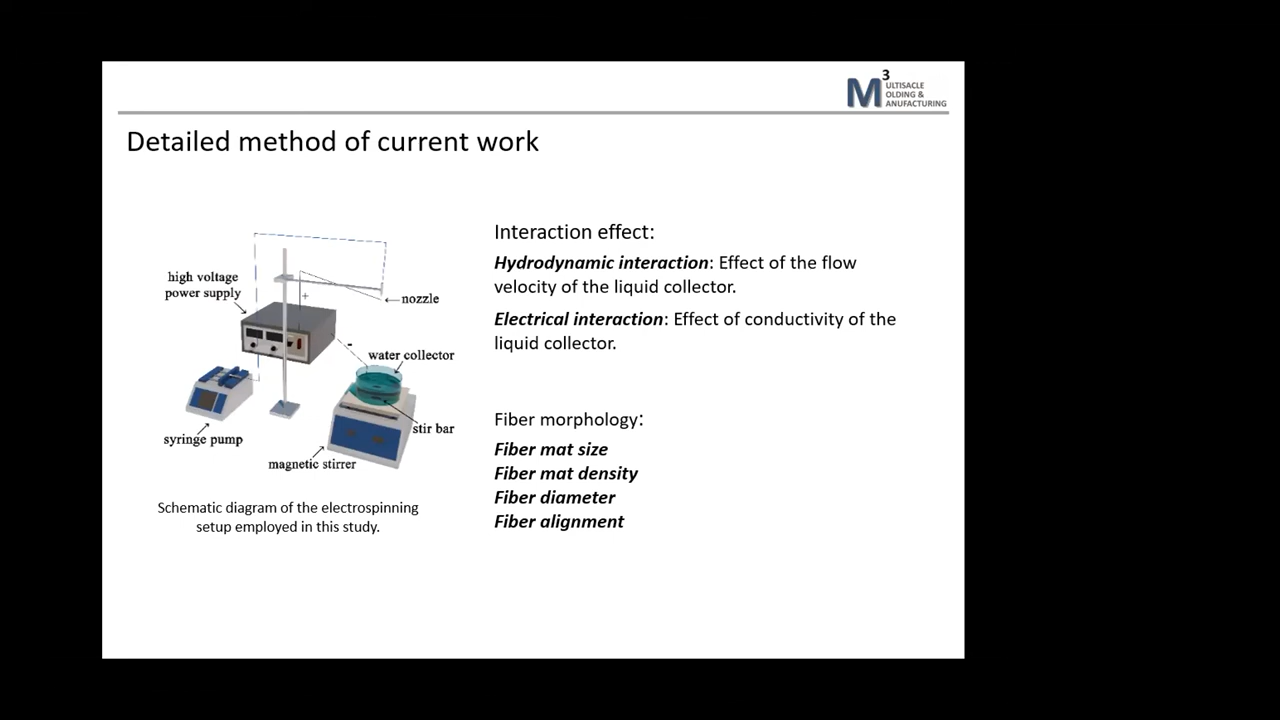 M3
ULTISACLE
OLDING &
ANUFACTURING
Detailed method of current work
high voltage
power supply
+
nozzle
-
water collector
stir bar
syringe pump
magnetic stirrer
Schematic diagram of the electrospinning
setup employed in this study.
Interaction effect:
Hydrodynamic interaction: Effect of the flow
velocity of the liquid collector.
Electrical interaction: Effect of conductivity of the
liquid collector.
Fiber morphology:
Fiber mat size
Fiber mat density
Fiber diameter
Fiber alignment